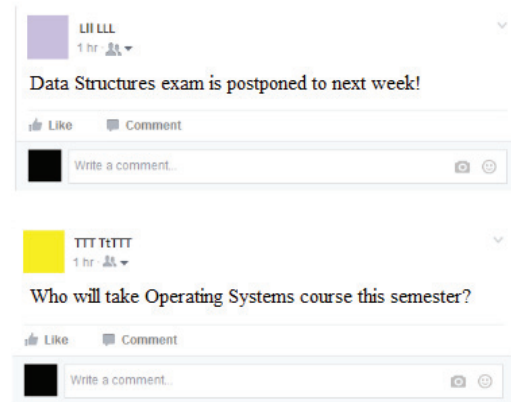 LII LLL
1 hr
Data Structures exam is postponed to next week!
Like Comment
Write a comment...
TTT TtTTT
1 hr
Who will take Operating Systems course this semester?
Like Comment
Write a comment...